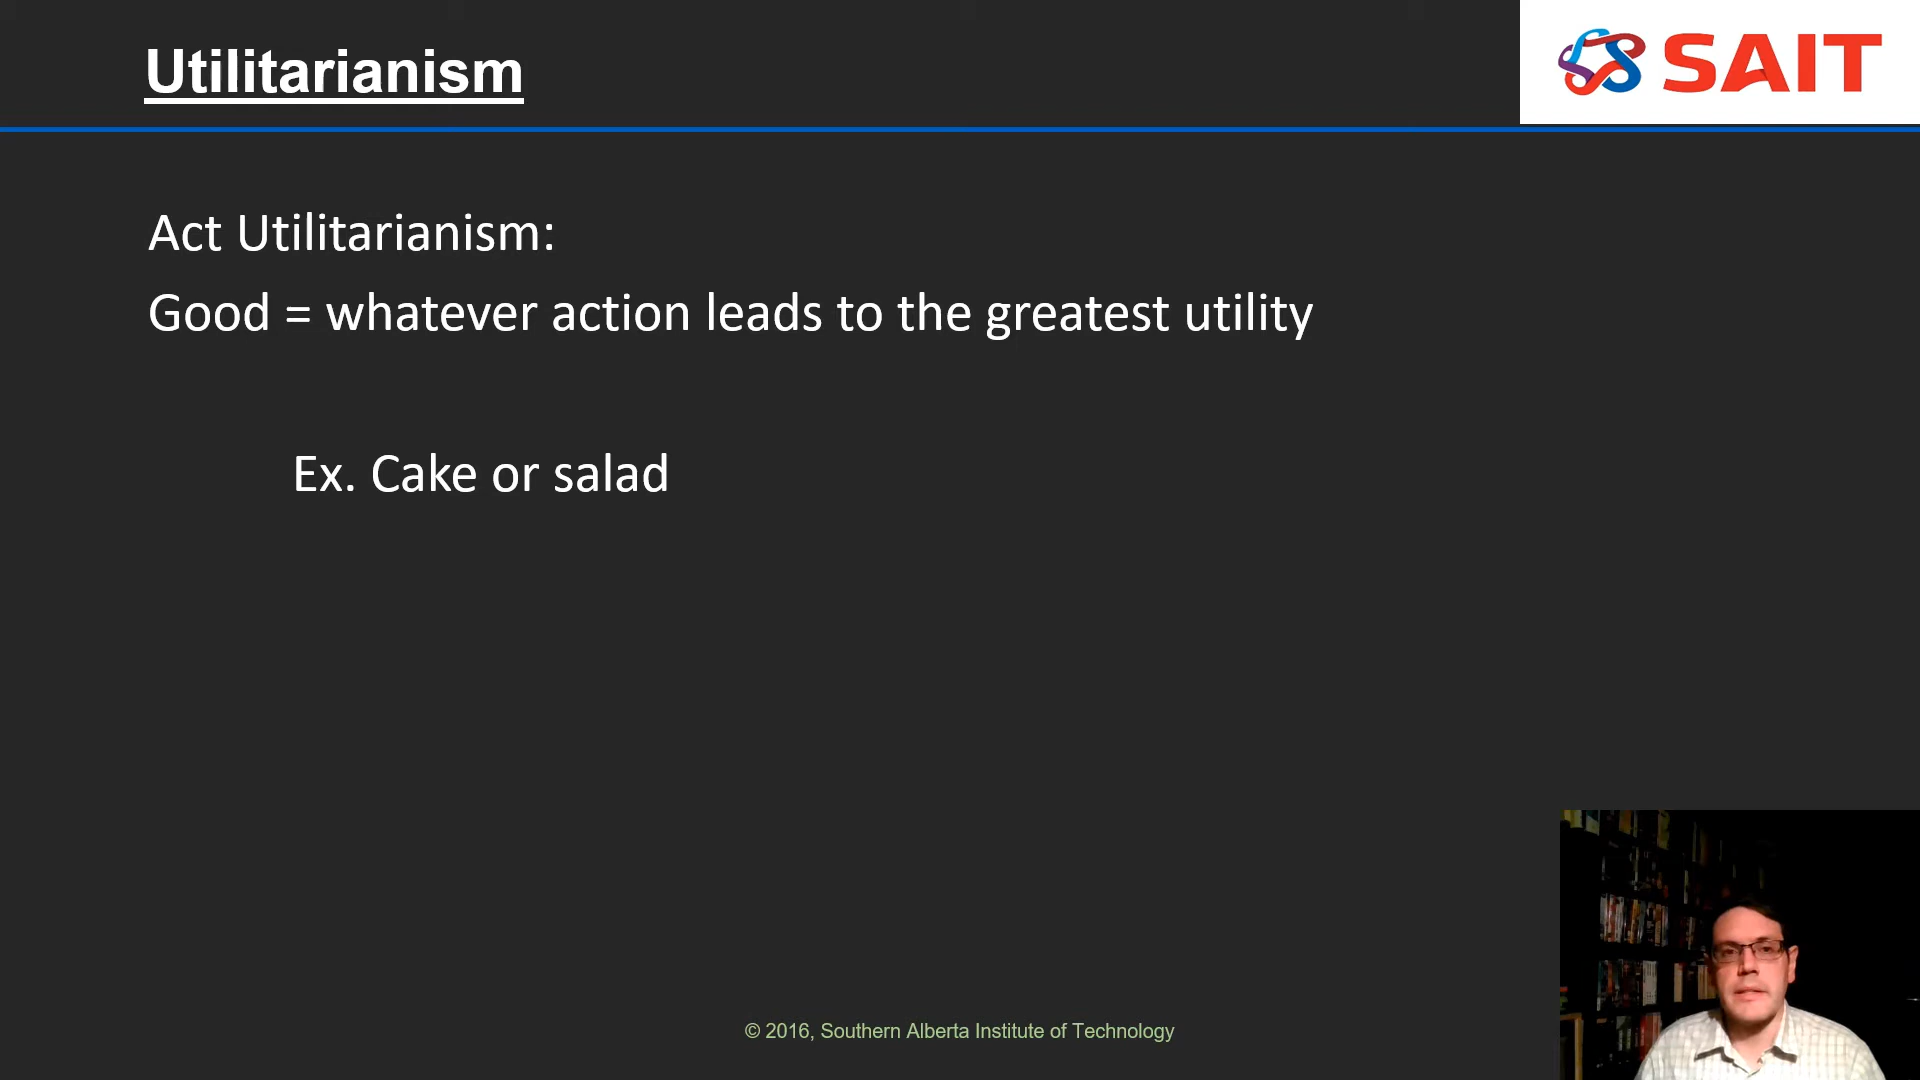 Utilitarianism
SAIT
Act Utilitarianism:
Good = whatever action leads to the greatest utility
Ex. Cake or salad
© 2016, Southern Alberta Institute of Technology